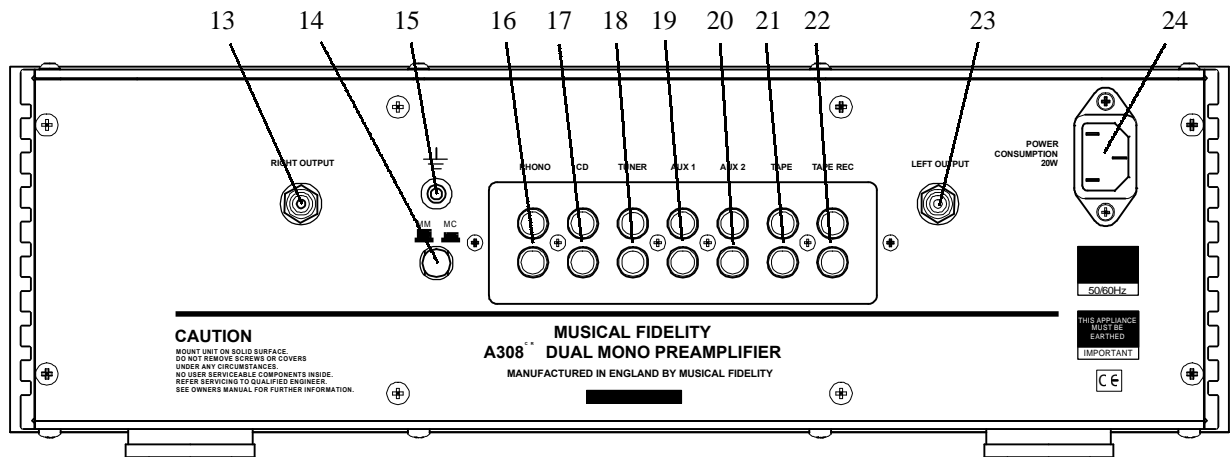 13 14 15 16 17 18 19 20 21 22 23 24
RIGHT OUTPUT
MM MC
PHONO CD TUNER AUX 1 AUX 2 TAPE TAPE REC
LEFT OUTPUT
POWER
CONSUMPTION
20W
50/60Hz
THIS APPLIANCE
MUST BE
EARTHED
IMPORTANT
CE
CAUTION
MOUNT UNIT ON SOLID SURFACE.
DO NOT REMOVE SCREWS OR COVERS
UNDER ANY CIRCUMSTANCES.
NO USER SERVICEABLE COMPONENTS INSIDE.
REFER SERVICING TO QUALIFIED ENGINEER.
SEE OWNERS MANUAL FOR FURTHER INFORMATION.
MUSICAL FIDELITY
A308 CR DUAL MONO PREAMPLIFIER
MANUFACTURED IN ENGLAND BY MUSICAL FIDELITY